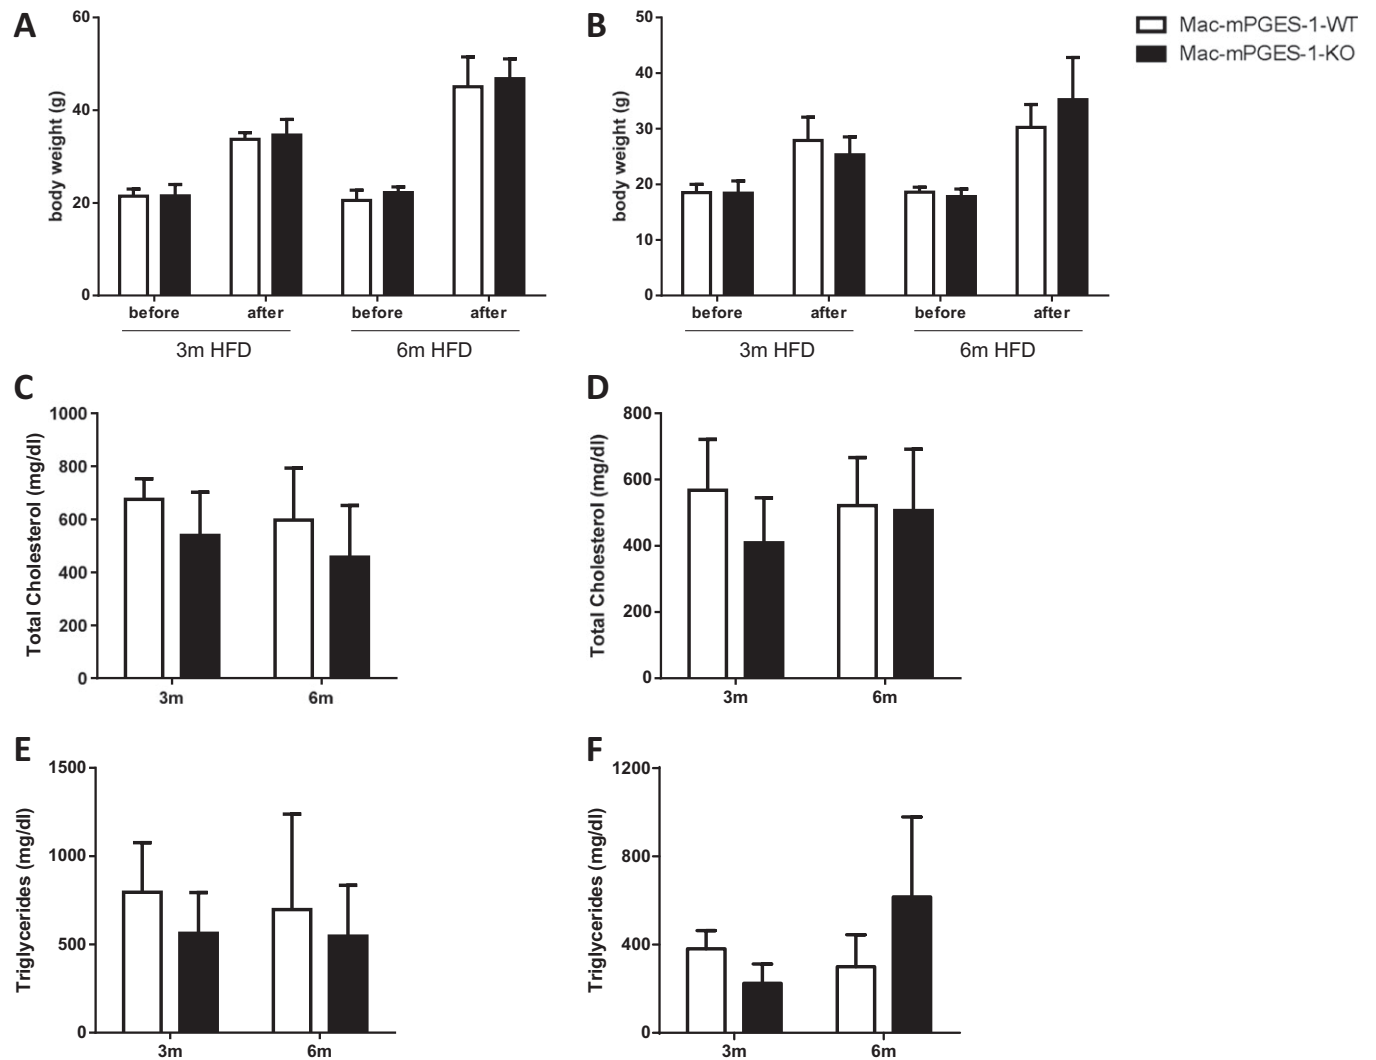 A
60
40
20
0
body weight (g)
before after before after
3m HFD 6m HFD
B
50
40
30
20
10
0
body weight (g)
before after before after
3m HFD 6m HFD
Mac-mPGES-1-WT
Mac-mPGES-1-KO
C
1000
800
600
400
200
0
Total Cholesterol (mg/dl)
3m 6m
D
800
600
400
200
0
Total Cholesterol (mg/dl)
3m 6m
E
1500
1000
500
0
Triglycerides (mg/dl)
3m 6m
F
1200
800
400
0
Triglycerides (mg/dl)
3m 6m